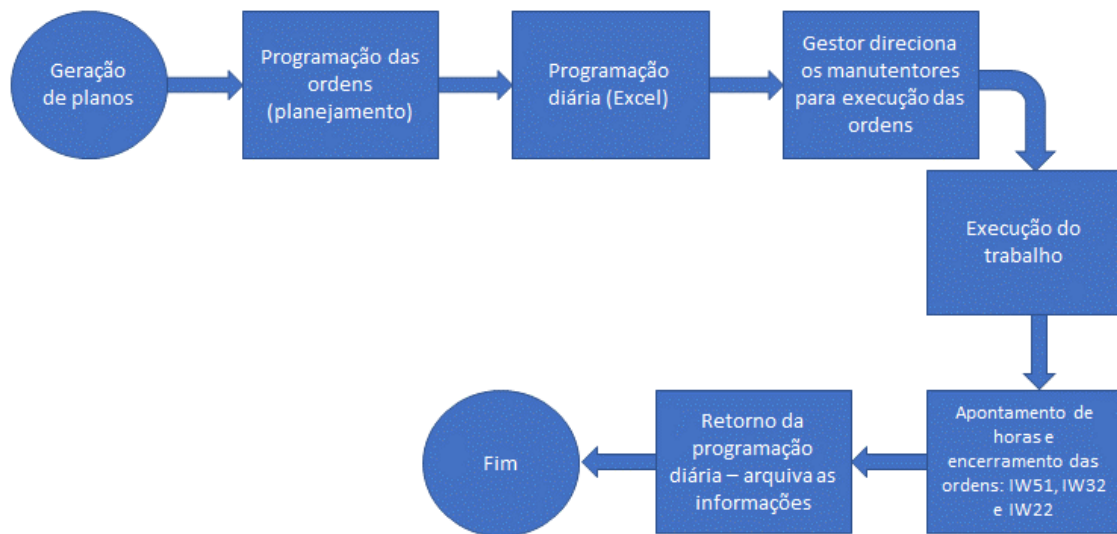 Geração
de planos
Programação das
ordens
(planejamento)
Programação
diária (Excel)
Gestor direciona
os manutentores
para execução das
ordens
Execução do
trabalho
Apontamento de
horas e
encerramento das
ordens: IW51, IW32
e IW22
Retorno da
programação
diária – arquiva as
informações
Fim